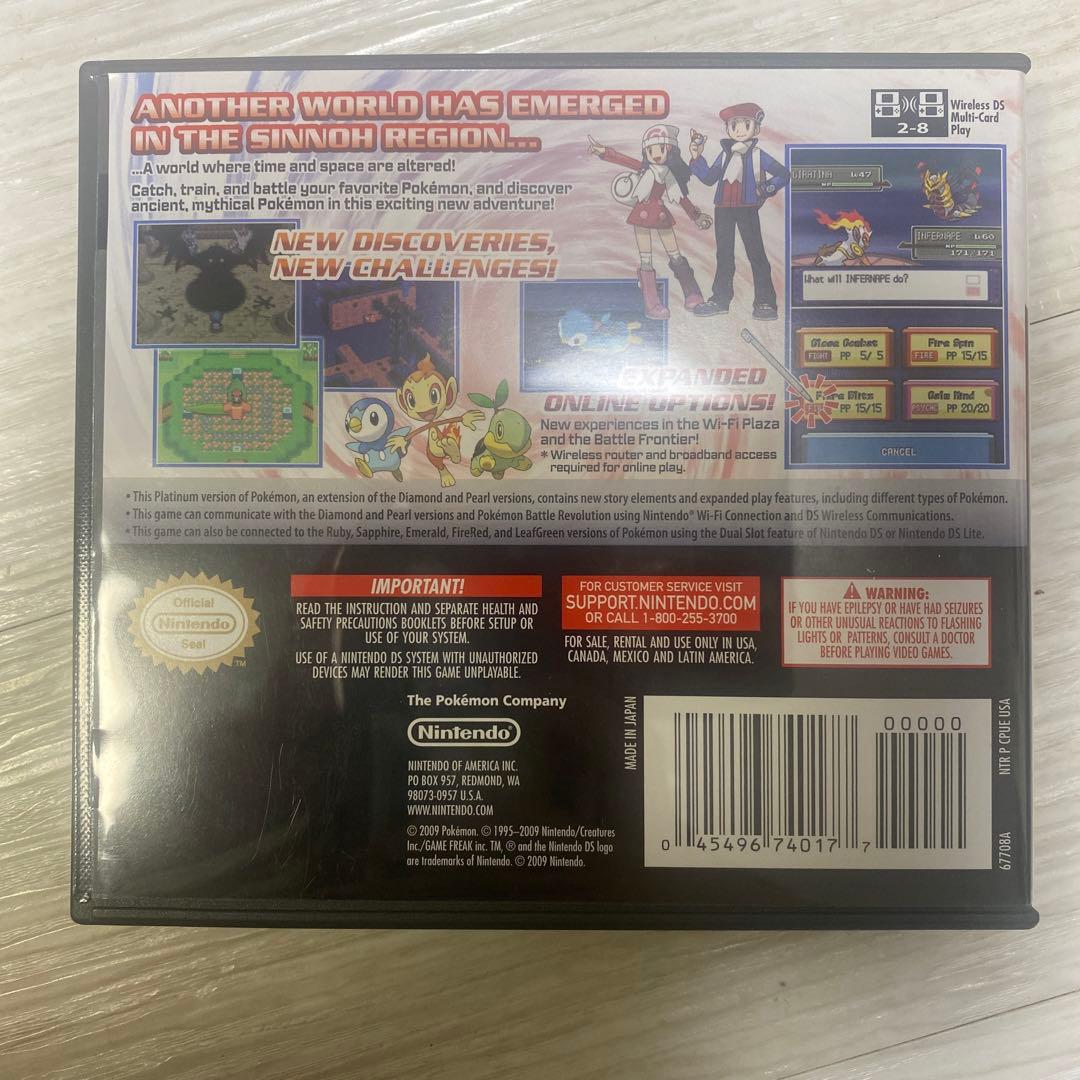 ANOTHER WORLD HAS EMERGED
IN THE SINNOH REGION...
...A world where time and space are altered!
Catch, train, and battle your favorite Pokémon, and discover
ancient, mythical Pokémon in this exciting new adventure!
NEW DISCOVERIES,
NEW CHALLENGES!
2-8
Wireless DS
Multi-Card
Play
GIRATINA Lv47
HP
INFERNAPE Lv60
HP
171/171
What will INFERNAPE do?
Close Combat
FIGHT PP 5/ 5
Fire Spin
FIRE PP 15/15
Flare Blitz
PP 15/15
Calm Mind
PSYCHC PP 20/20
CANCEL
EXPANDED
ONLINE OPTIONS!
New experiences in the Wi-Fi Plaza
and the Battle Frontier!
* Wireless router and broadband access
required for online play.
• This Platinum version of Pokémon, an extension of the Diamond and Pearl versions, contains new story elements and expanded play features, including different types of Pokémon.
• This game can communicate with the Diamond and Pearl versions and Pokémon Battle Revolution using Nintendo® Wi-Fi Connection and DS Wireless Communications.
• This game can also be connected to the Ruby, Sapphire, Emerald, FireRed, and LeafGreen versions of Pokémon using the Dual Slot feature of Nintendo DS or Nintendo DS Lite.
Official
Nintendo
Seal
TM
IMPORTANT!
READ THE INSTRUCTION AND SEPARATE HEALTH AND
SAFETY PRECAUTIONS BOOKLETS BEFORE SETUP OR
USE OF YOUR SYSTEM.
USE OF A NINTENDO DS SYSTEM WITH UNAUTHORIZED
DEVICES MAY RENDER THIS GAME UNPLAYABLE.
FOR CUSTOMER SERVICE VISIT
SUPPORT.NINTENDO.COM
OR CALL 1-800-255-3700
FOR SALE, RENTAL AND USE ONLY IN USA,
CANADA, MEXICO AND LATIN AMERICA.
WARNING:
IF YOU HAVE EPILEPSY OR HAVE HAD SEIZURES
OR OTHER UNUSUAL REACTIONS TO FLASHING
LIGHTS OR PATTERNS, CONSULT A DOCTOR
BEFORE PLAYING VIDEO GAMES.
The Pokémon Company
Nintendo®
NINTENDO OF AMERICA INC.
PO BOX 957, REDMOND, WA
98073-0957 U.S.A.
WWW.NINTENDO.COM
© 2009 Pokémon. © 1995–2009 Nintendo/Creatures
Inc./GAME FREAK inc. TM, ® and the Nintendo DS logo
are trademarks of Nintendo. © 2009 Nintendo.
MADE IN JAPAN
00000
0 45496 74017 7
NTR P CPUE USA
67708A